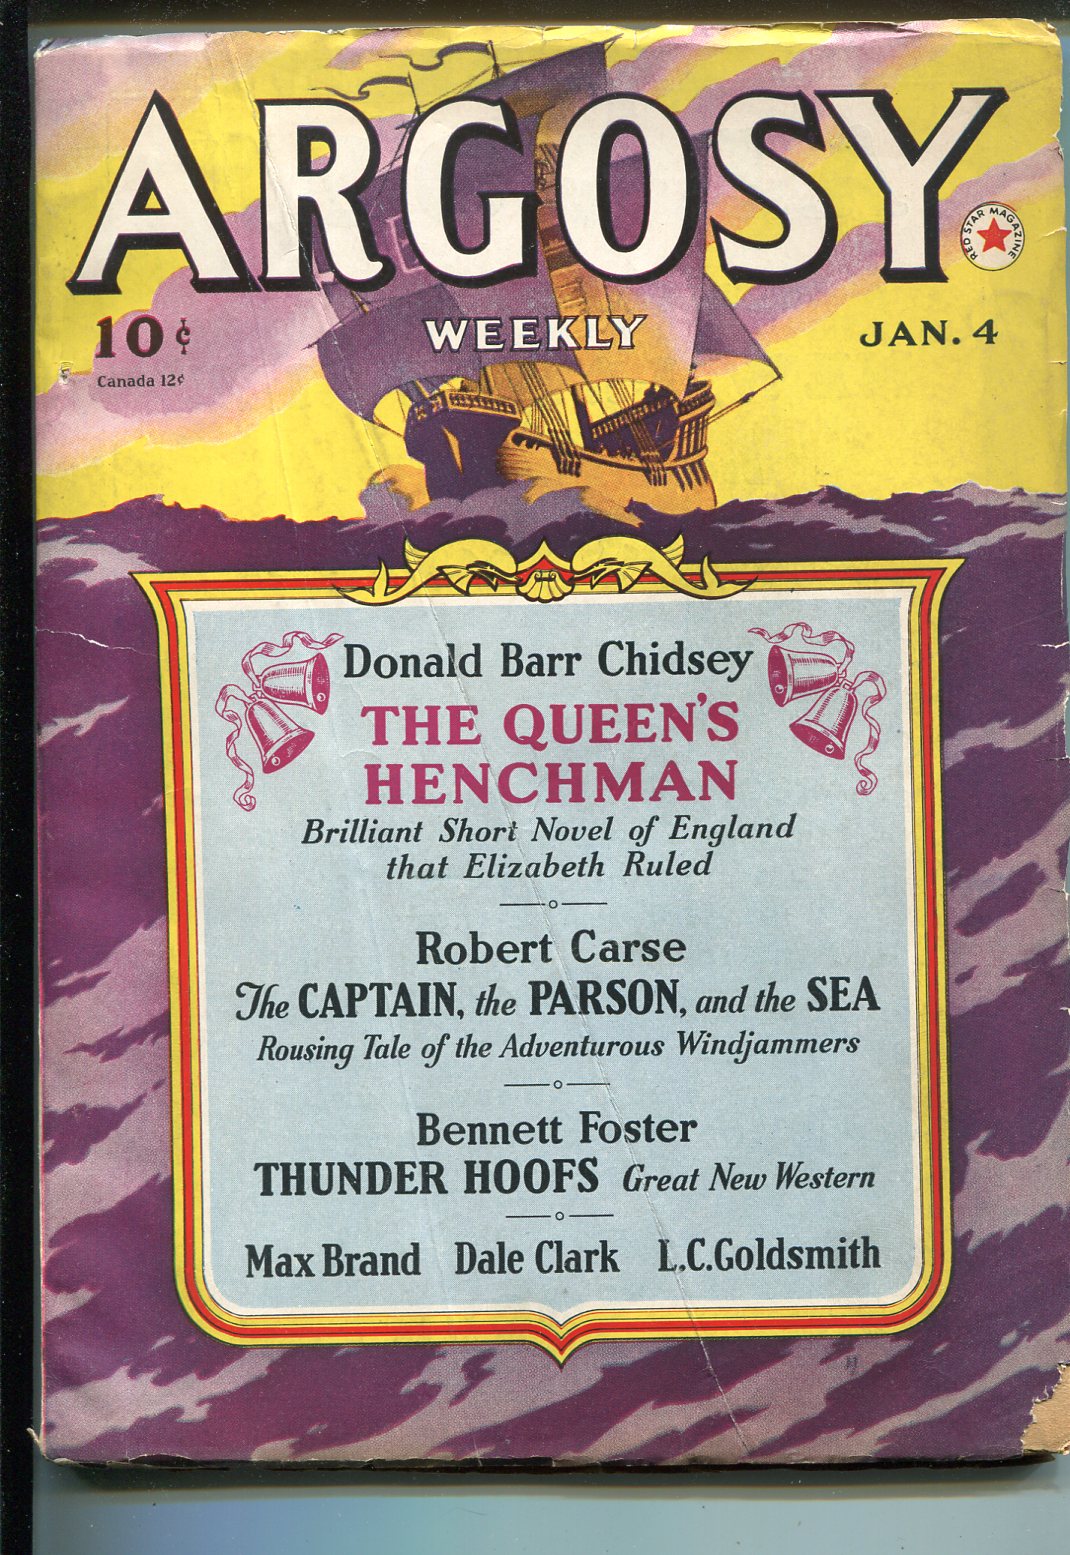 ARGOSY
RED STAR MAGAZINE
WEEKLY
10¢
JAN. 4
Canada 12¢
Donald Barr Chidsey
THE QUEEN'S
HENCHMAN
Brilliant Short Novel of England
that Elizabeth Ruled
Robert Carse
The CAPTAIN, the PARSON, and the SEA
Rousing Tale of the Adventurous Windjammers
Bennett Foster
THUNDER HOOFS Great New Western
Max Brand Dale Clark L.C.Goldsmith